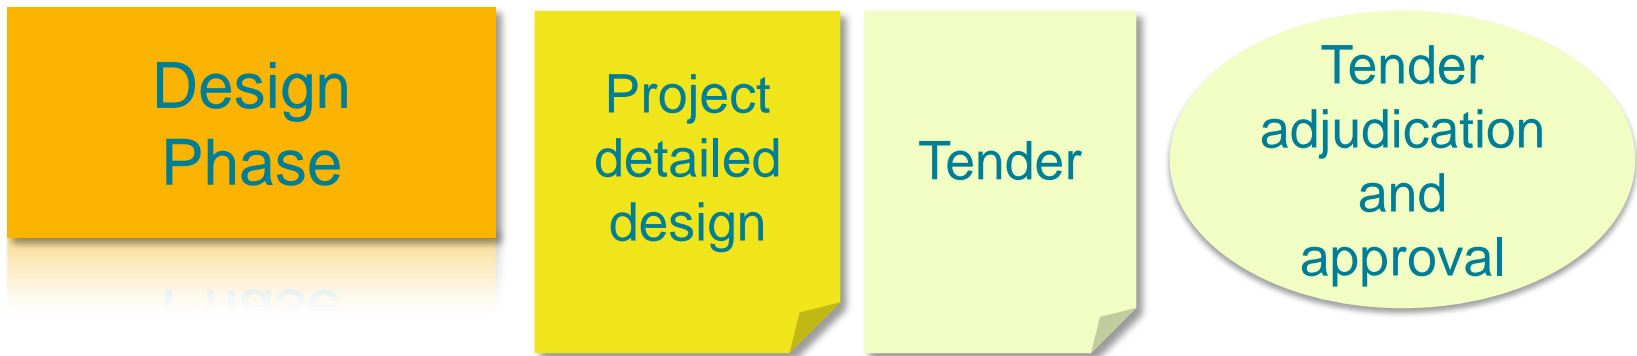 Design
Phase
Project
detailed
design
Tender
Tender
adjudication
and
approval